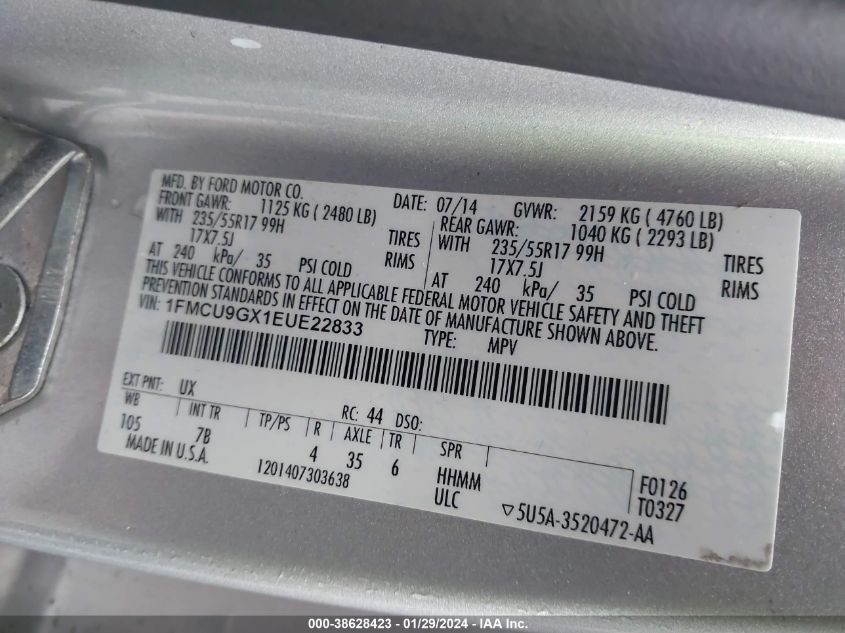 MFD. BY FORD MOTOR CO.
DATE: 07/14 GVWR: 2159 KG ( 4760 LB)
FRONT GAWR: 1125 KG ( 2480 LB) REAR GAWR: 1040 KG ( 2293 LB)
WITH 235/55R17 99H TIRES WITH 235/55R17 99H TIRES
17X7.5J RIMS 17X7.5J RIMS
AT 240 kPa/ 35 PSI COLD AT 240 kPa/ 35 PSI COLD
THIS VEHICLE CONFORMS TO ALL APPLICABLE FEDERAL MOTOR VEHICLE SAFETY AND THEFT
PREVENTION STANDARDS IN EFFECT ON THE DATE OF MANUFACTURE SHOWN ABOVE.
VIN: 1FMCU9GX1EUE22833 TYPE: MPV
EXT PNT: UX RC: 44 DSO:
WB INT TR TP/PS R AXLE TR SPR
105 7B 4 35 6 HHMM F0126
MADE IN U.S.A. 1201407303638 ULC T0327
▽5U5A-3520472-AA
000-38628423 - 01/29/2024 - IAA Inc.